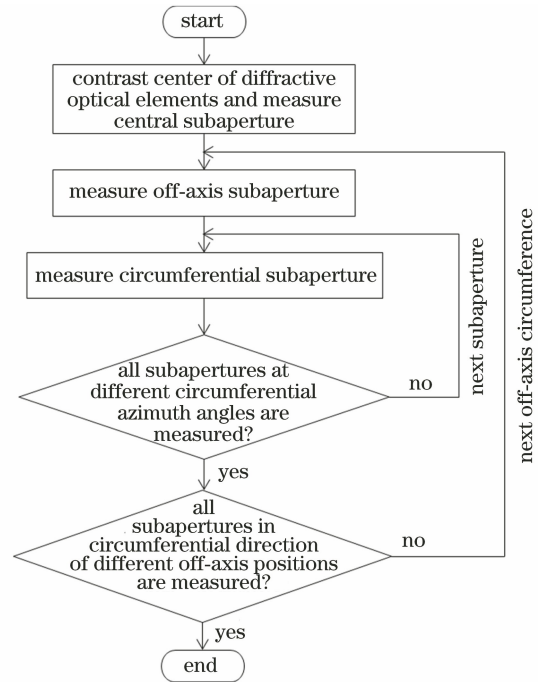 start
contrast center of diffractive
optical elements and measure
central subaperture
measure off-axis subaperture
measure circumferential subaperture
all subapertures at
different circumferential
azimuth angles are
measured?
no
next subaperture
next off-axis circumference
yes
all
subapertures in
circumferential direction
of different off-axis positions
are measured?
no
yes
end